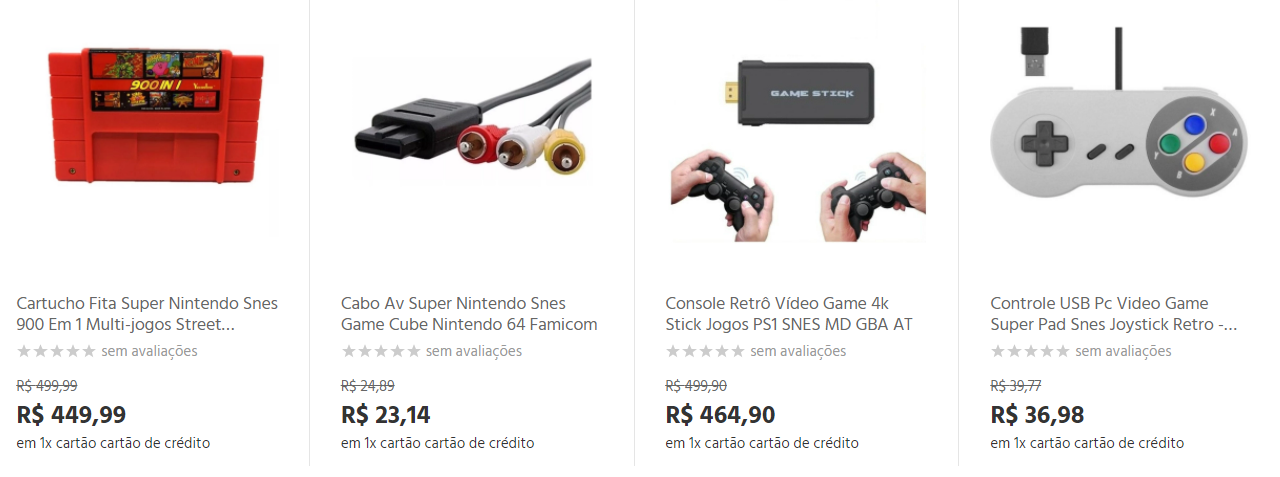 900 IN 1
Cartucho Fita Super Nintendo Snes
900 Em 1 Multi-jogos Street...
sem avaliações
R$ 499,99
R$ 449,99
em 1x cartão cartão de crédito
Cabo Av Super Nintendo Snes
Game Cube Nintendo 64 Famicom
sem avaliações
R$ 24,89
R$ 23,14
em 1x cartão cartão de crédito
GAME STICK
Console Retrô Vídeo Game 4k
Stick Jogos PS1 SNES MD GBA AT
sem avaliações
R$ 499,90
R$ 464,90
em 1x cartão cartão de crédito
X
A
Y
B
Controle USB Pc Video Game
Super Pad Snes Joystick Retro -...
sem avaliações
R$ 39,77
R$ 36,98
em 1x cartão cartão de crédito